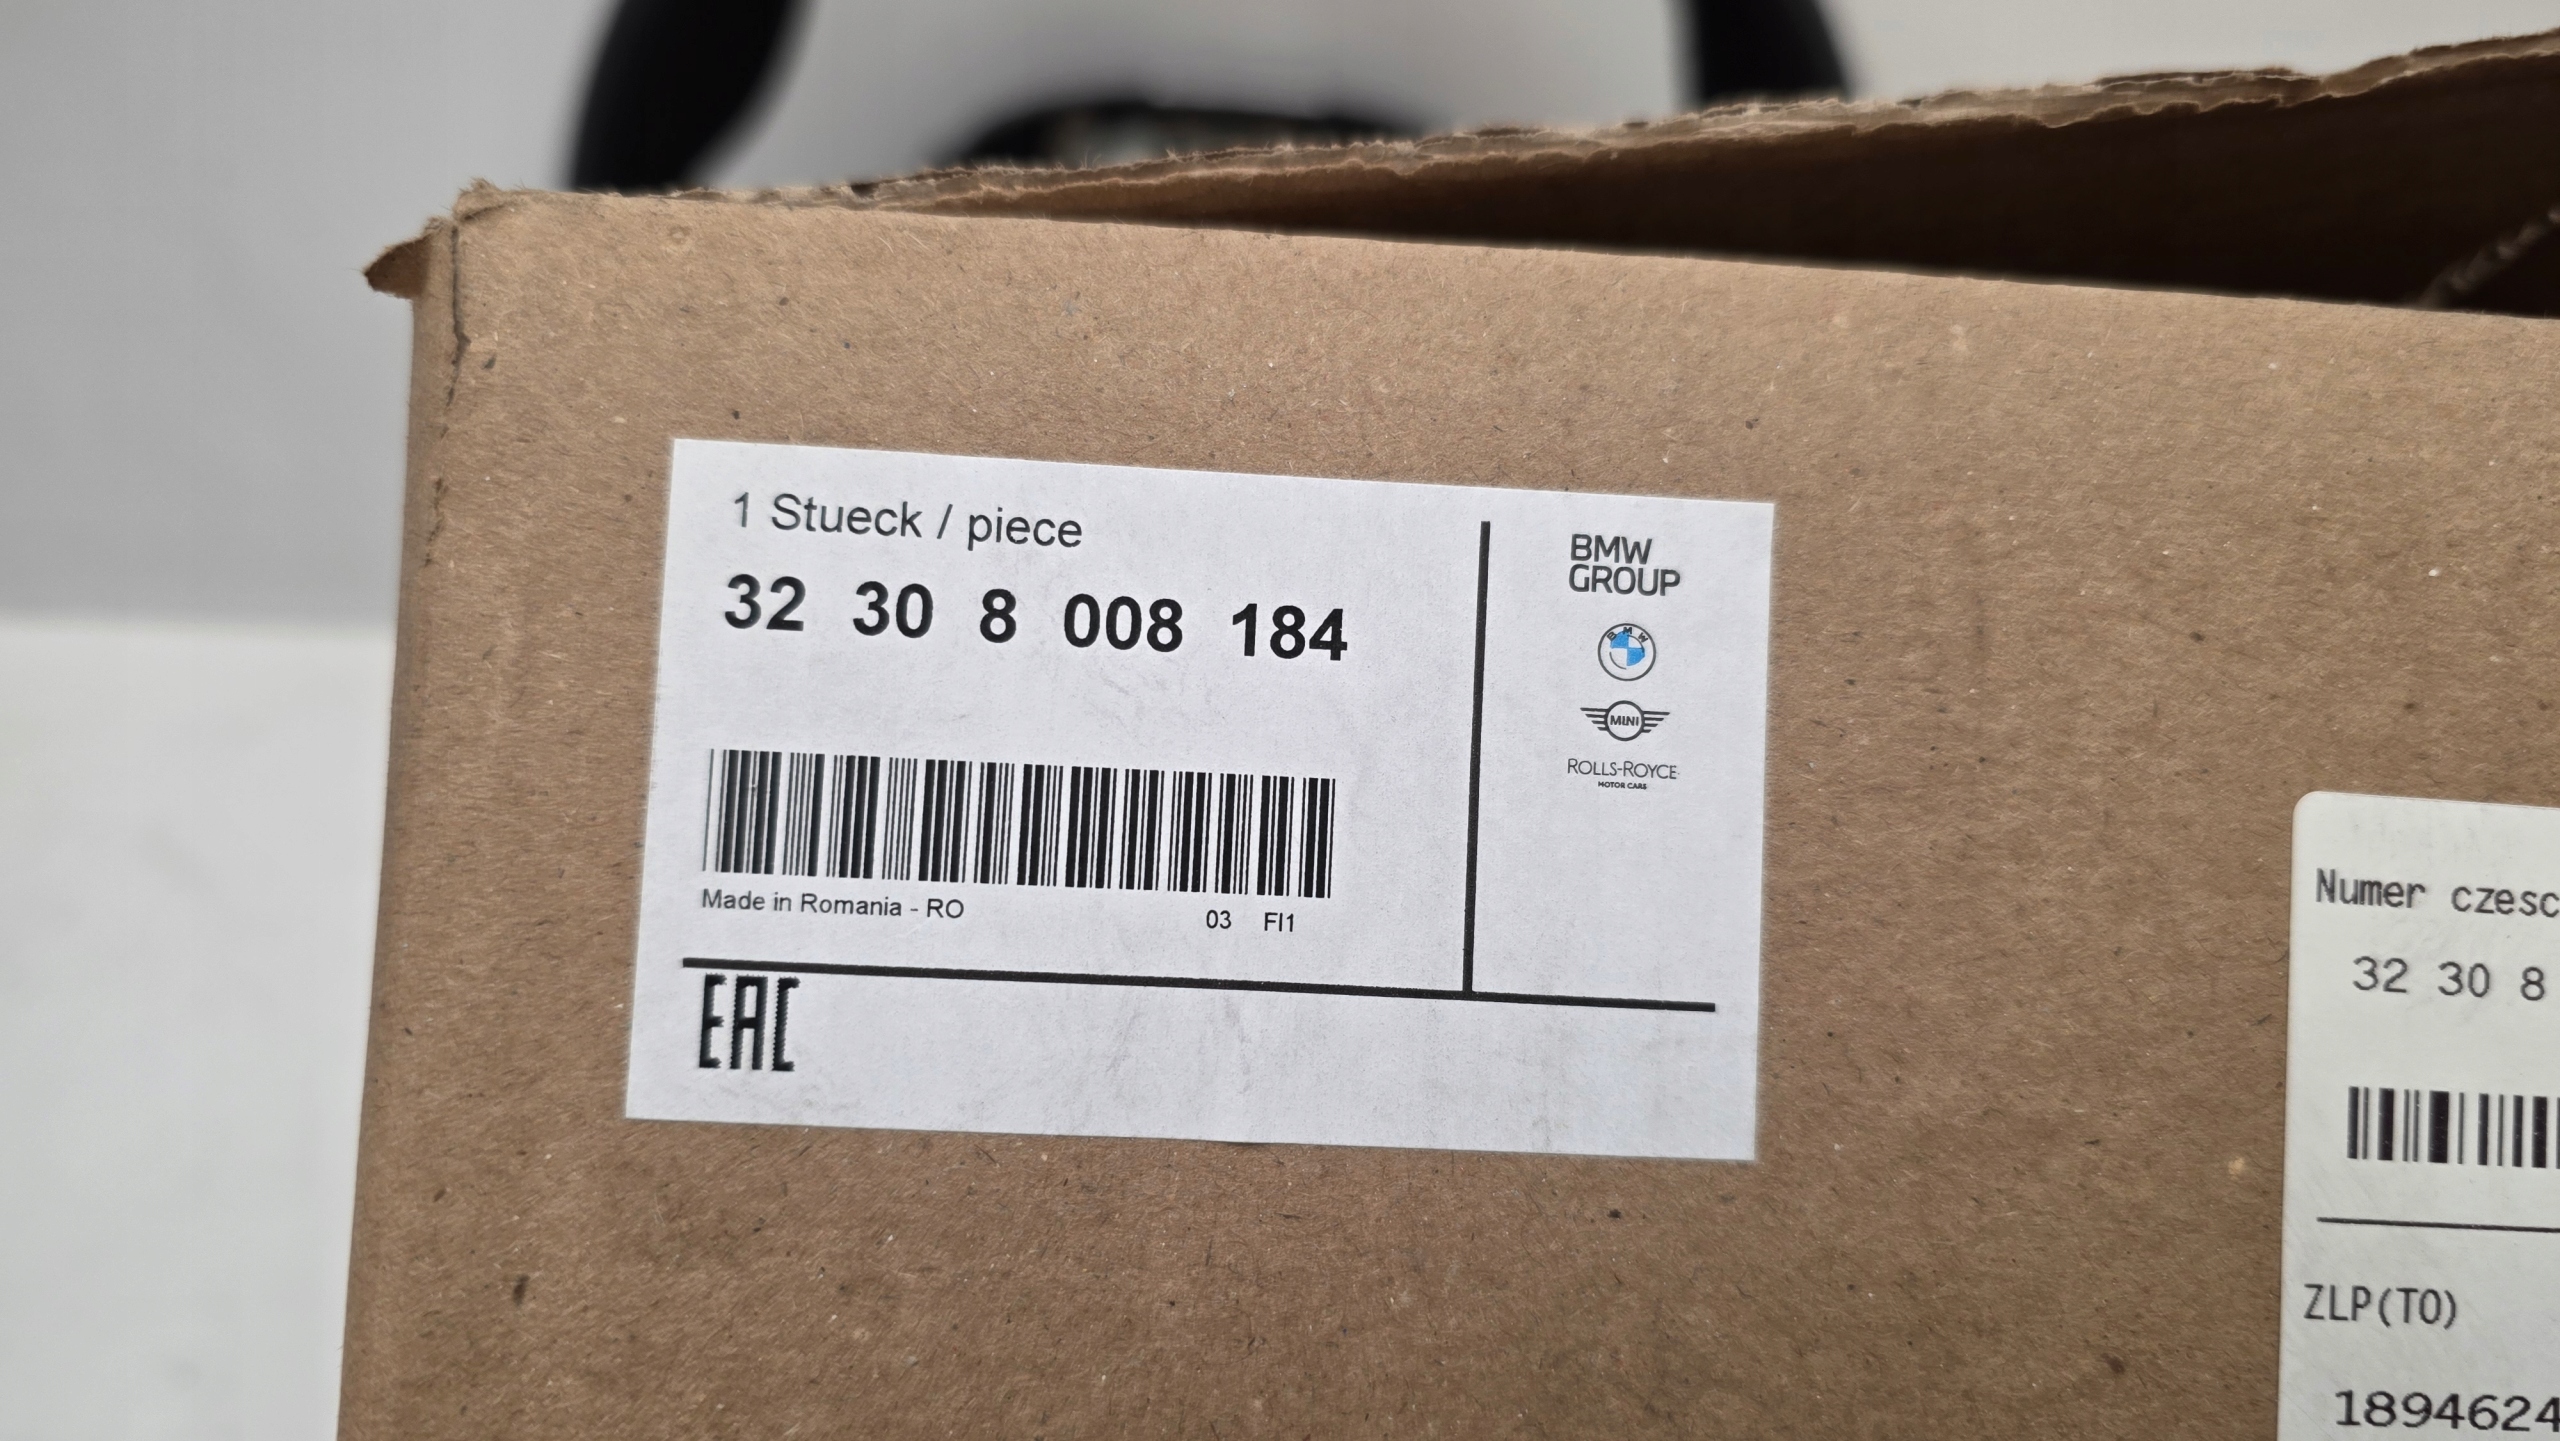 1 Stueck / piece
32 30 8 008 184
Made in Romania - RO
03 FI1
EAC
BMW
GROUP
BMW
MINI
ROLLS-ROYCE
MOTOR CARS
Numer czesc
32 30 8
ZLP(TO)
1894624